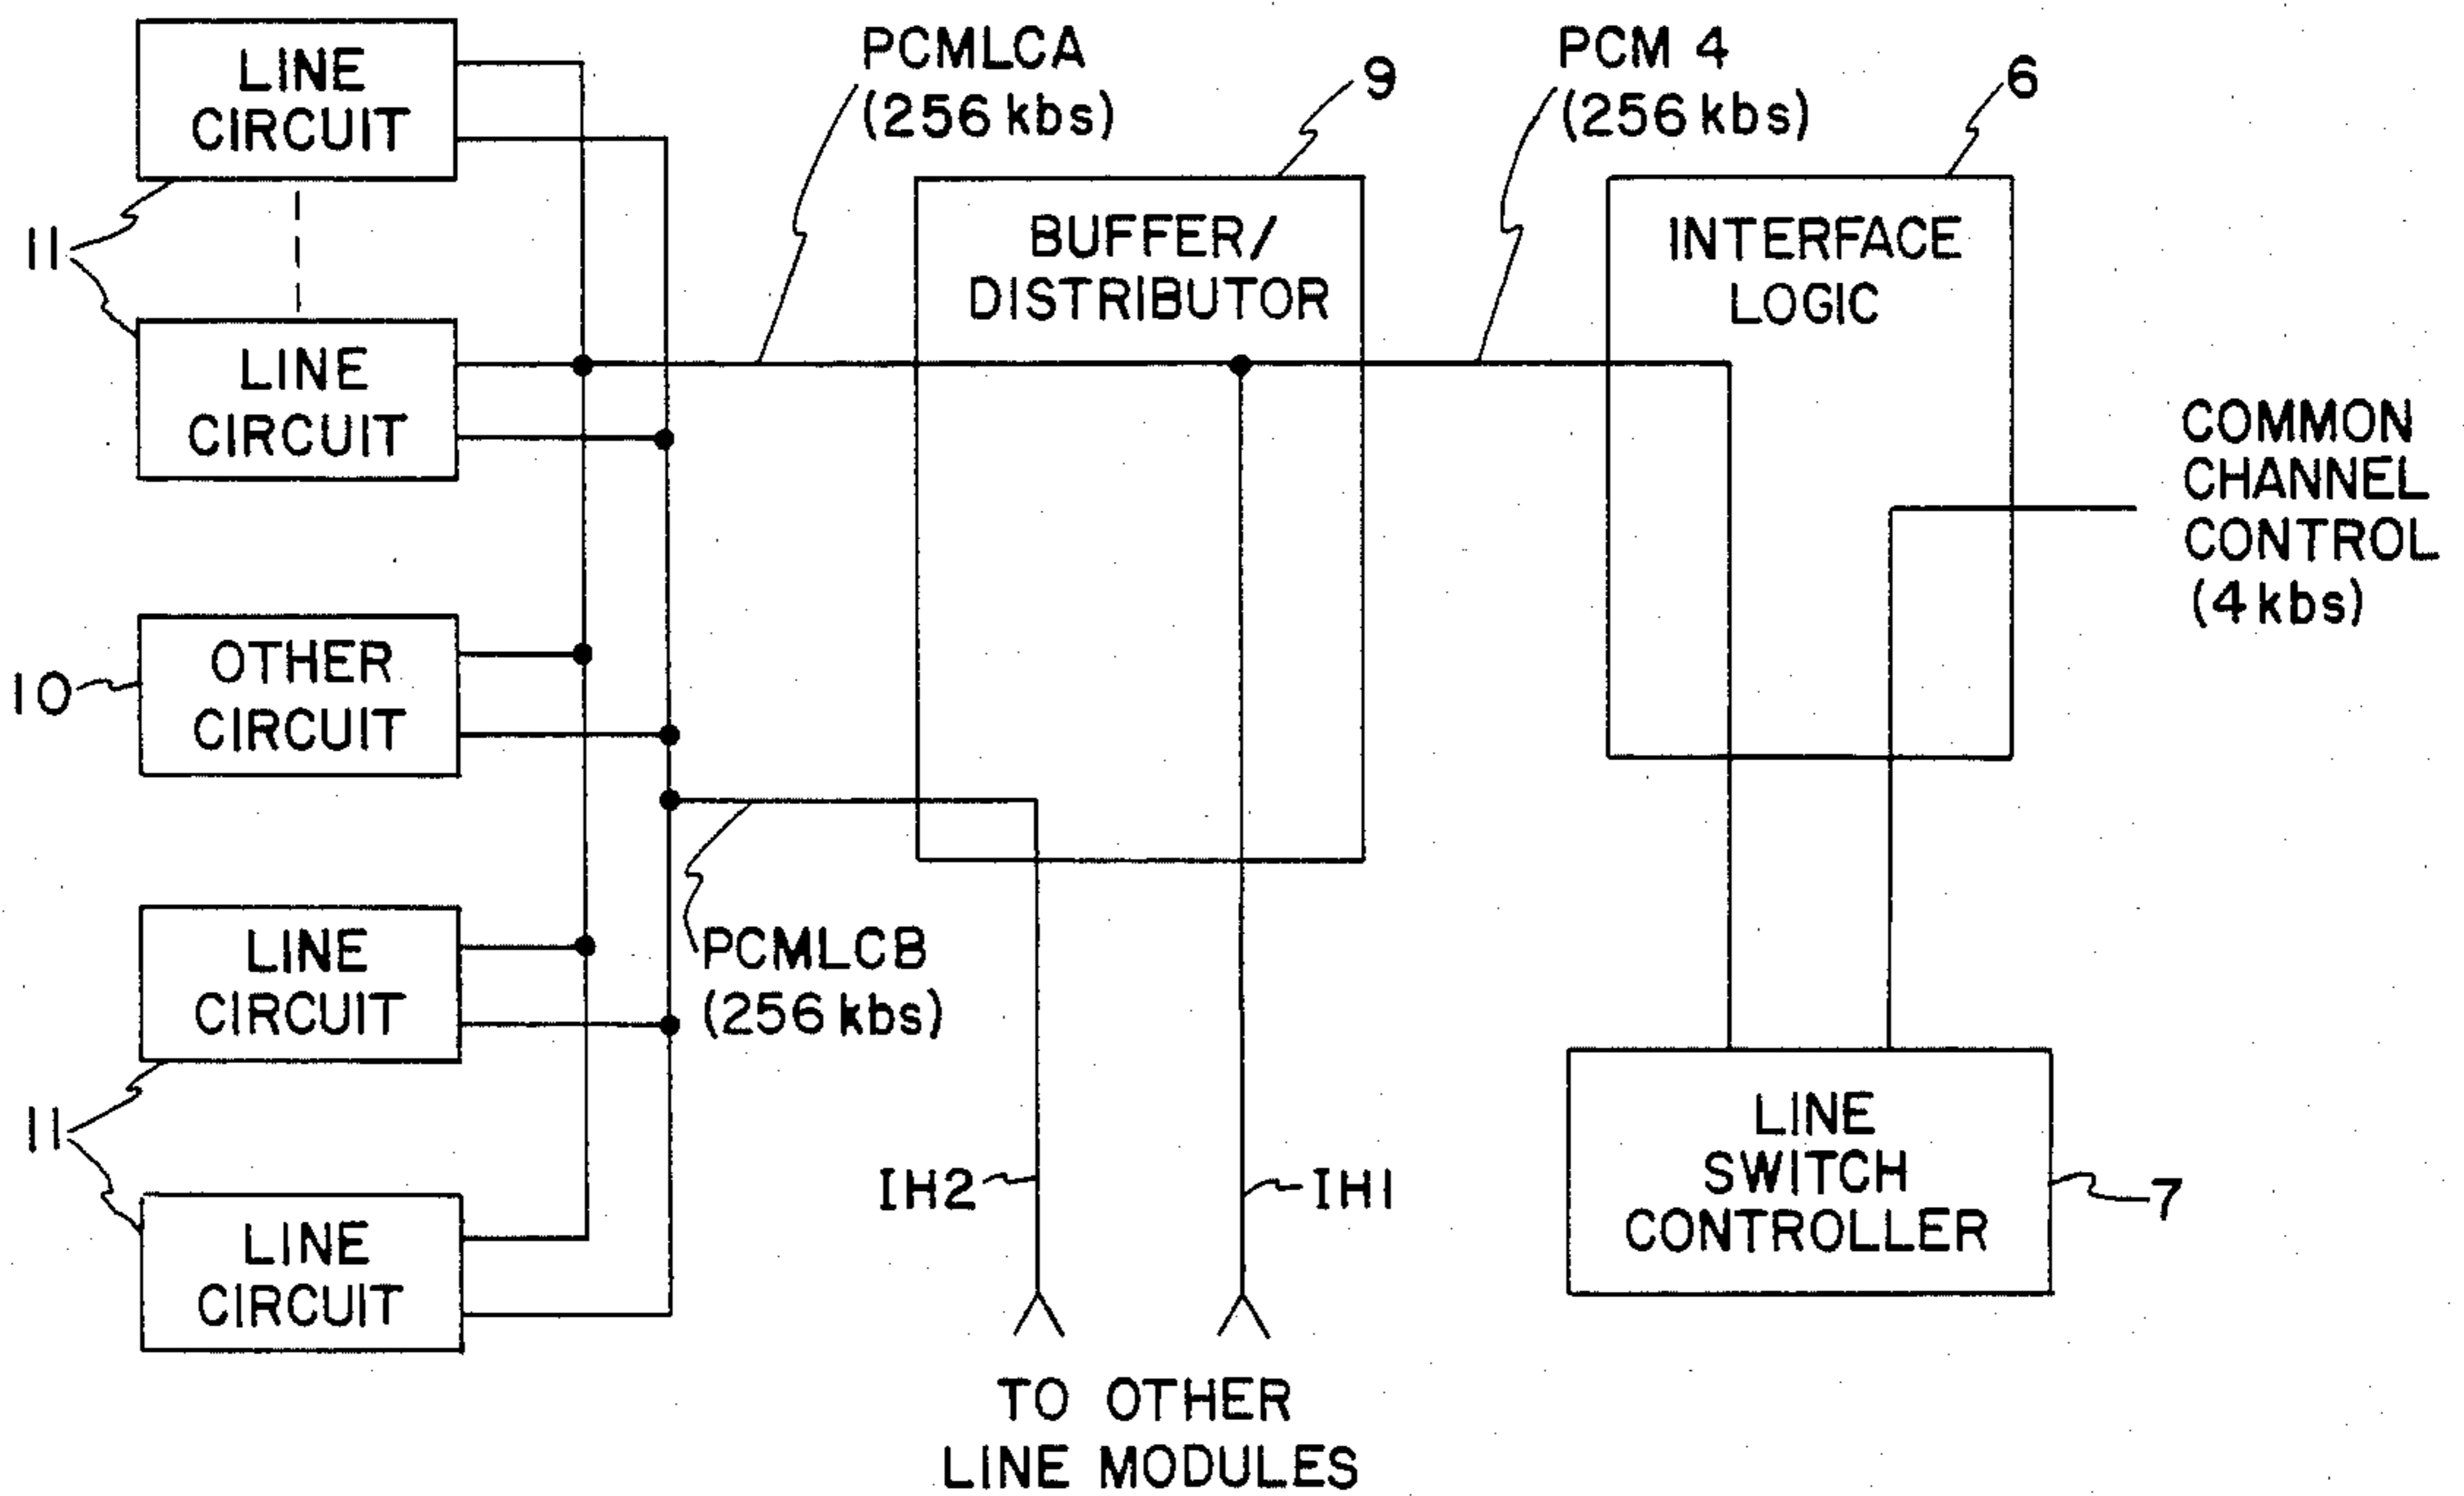 LINE
CIRCUIT
PCMLCA
(256 kbs)
9
PCM 4
(256 kbs)
6
11
BUFFER/
DISTRIBUTOR
INTERFACE
LOGIC
LINE
CIRCUIT
COMMON
CHANNEL
CONTROL
(4 kbs)
10
OTHER
CIRCUIT
LINE
CIRCUIT
PCMLCB
(256 kbs)
11
LINE
CIRCUIT
IH2
IH1
LINE
SWITCH
CONTROLLER
7
TO OTHER
LINE MODULES